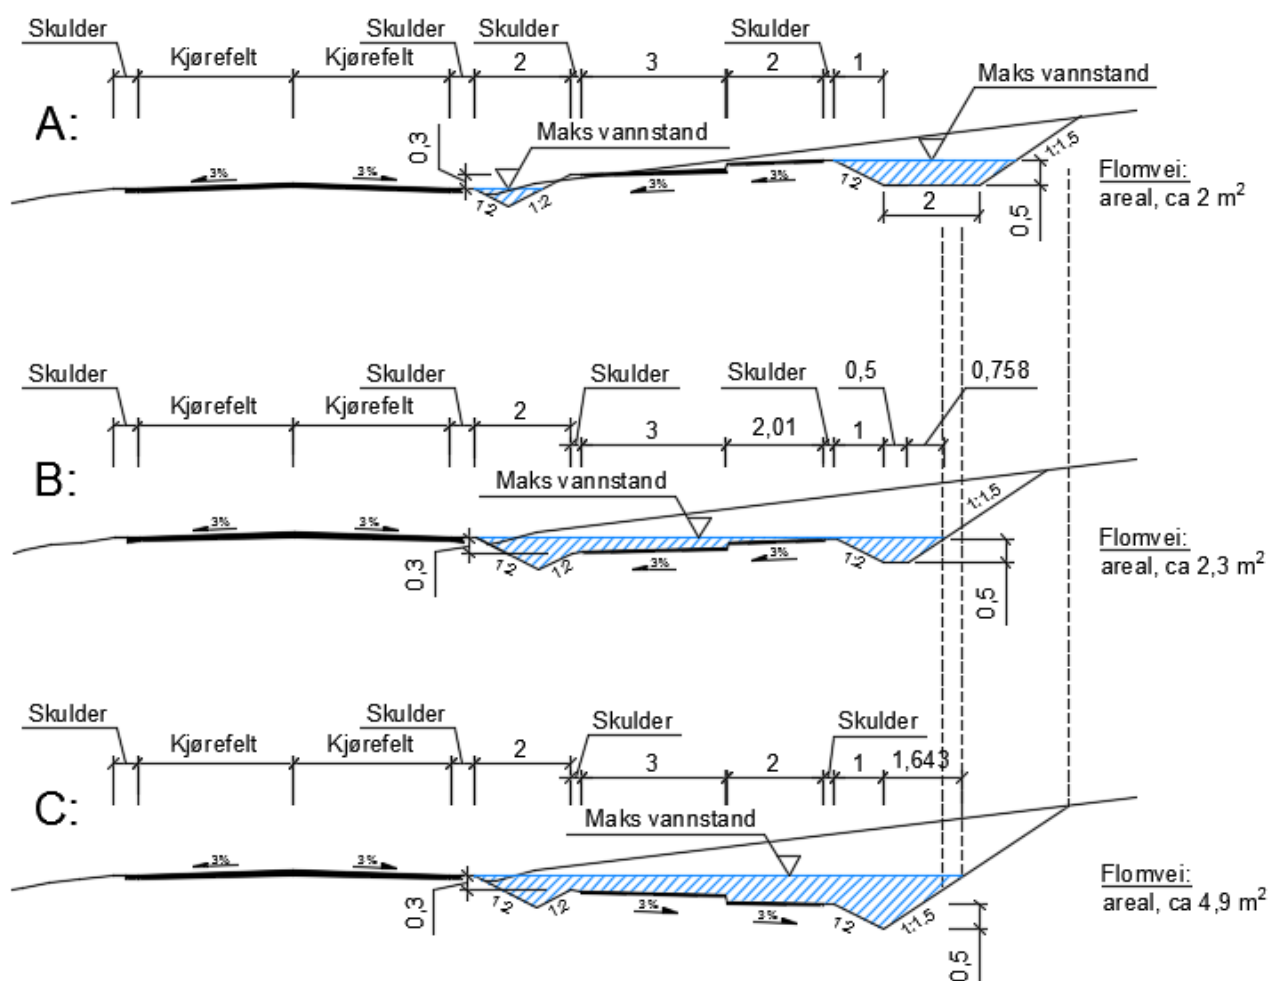 Skulder
Skulder
Skulder
Skulder
Kjørefelt
Kjørefelt
2
3
2
1
Maks vannstand
A:
0,3
Maks vannstand
1:1,5
3%
3%
3%
3%
1:2
1:2
1:2
2
0,5
Flomvei:
areal, ca 2 m²
Skulder
Skulder
Skulder
Skulder
0,5
0,758
Kjørefelt
Kjørefelt
2
3
2,01
1
B:
Maks vannstand
1:1,5
3%
3%
3%
3%
0,3
1:2
1:2
1:2
0,5
Flomvei:
areal, ca 2,3 m²
Skulder
Skulder
Skulder
Skulder
Kjørefelt
Kjørefelt
2
3
2
1
1,643
C:
Maks vannstand
3%
3%
3%
3%
0,3
1:2
1:2
1:2
1:1,5
0,5
Flomvei:
areal, ca 4,9 m²